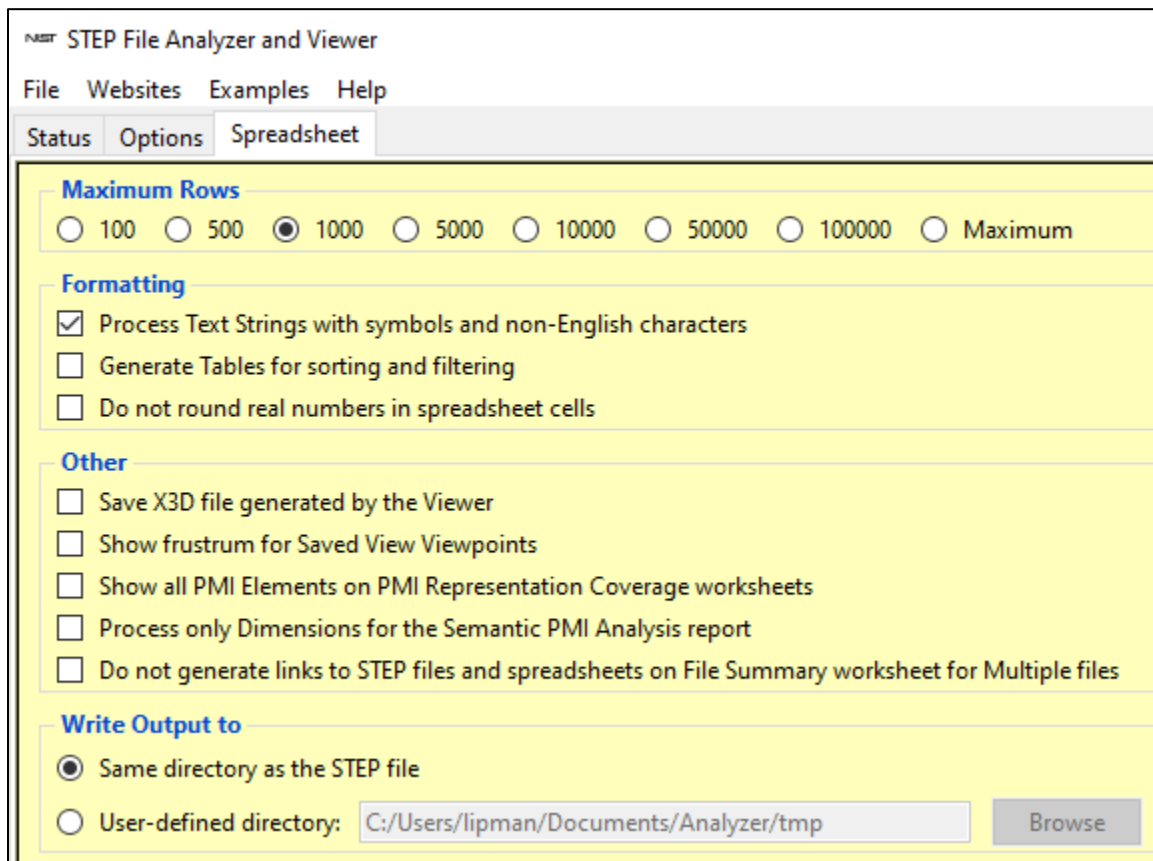 NIST STEP File Analyzer and Viewer
File Websites Examples Help
Status Options Spreadsheet
Maximum Rows
100 500 1000 5000 10000 50000 100000 Maximum
Formatting
Process Text Strings with symbols and non-English characters
Generate Tables for sorting and filtering
Do not round real numbers in spreadsheet cells
Other
Save X3D file generated by the Viewer
Show frustrum for Saved View Viewpoints
Show all PMI Elements on PMI Representation Coverage worksheets
Process only Dimensions for the Semantic PMI Analysis report
Do not generate links to STEP files and spreadsheets on File Summary worksheet for Multiple files
Write Output to
Same directory as the STEP file
User-defined directory: C:/Users/lipman/Documents/Analyzer/tmp Browse